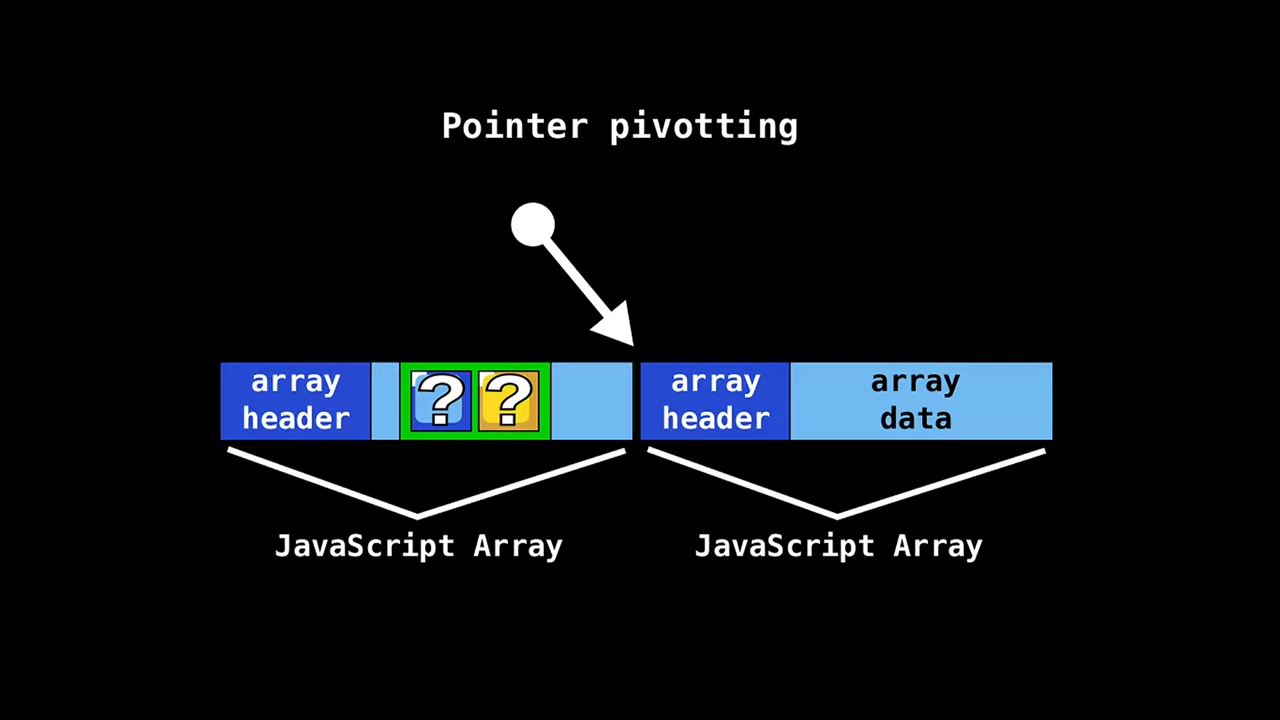 Pointer pivotting
array
header
? ?
array
header
array
data
JavaScript Array
JavaScript Array